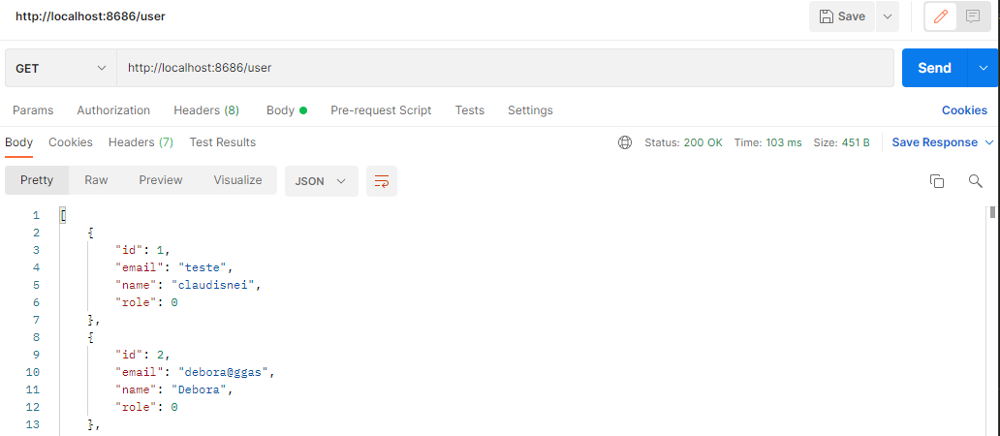 http://localhost:8686/user Save
GET http://localhost:8686/user Send
Params Authorization Headers (8) Body Pre-request Script Tests Settings Cookies
Body Cookies Headers (7) Test Results Status: 200 OK Time: 103 ms Size: 451 B Save Response
Pretty Raw Preview Visualize JSON
1 [
2 {
3 "id": 1,
4 "email": "teste",
5 "name": "claudisnei",
6 "role": 0
7 },
8 {
9 "id": 2,
10 "email": "debora@ggas",
11 "name": "Debora",
12 "role": 0
13 },